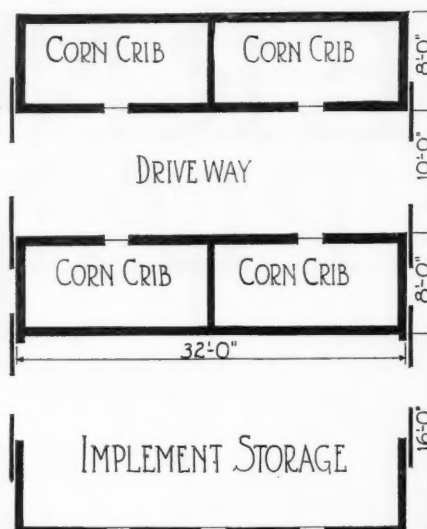 CORN CRIB CORN CRIB 8'-0"
DRIVE WAY 10'-0"
CORN CRIB CORN CRIB 8'-0"
32'-0"
IMPLEMENT STORAGE 16'-0"